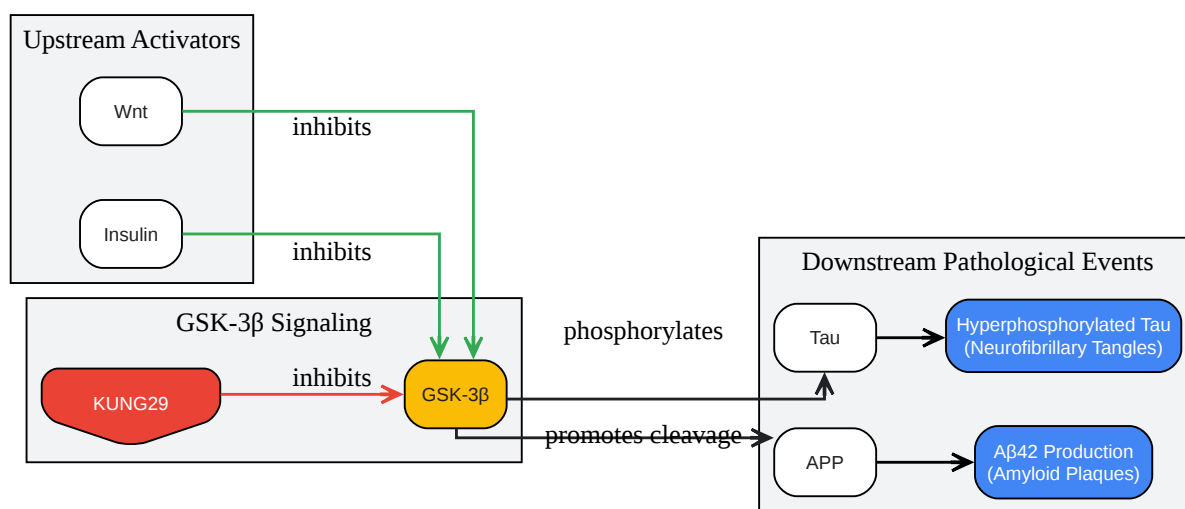 Upstream Activators
Wnt
inhibits
Insulin
inhibits
GSK-3β Signaling
KUNG29
inhibits
GSK-3β
phosphorylates
promotes cleavage
Downstream Pathological Events
Tau
Hyperphosphorylated Tau
(Neurofibrillary Tangles)
APP
Aβ42 Production
(Amyloid Plaques)